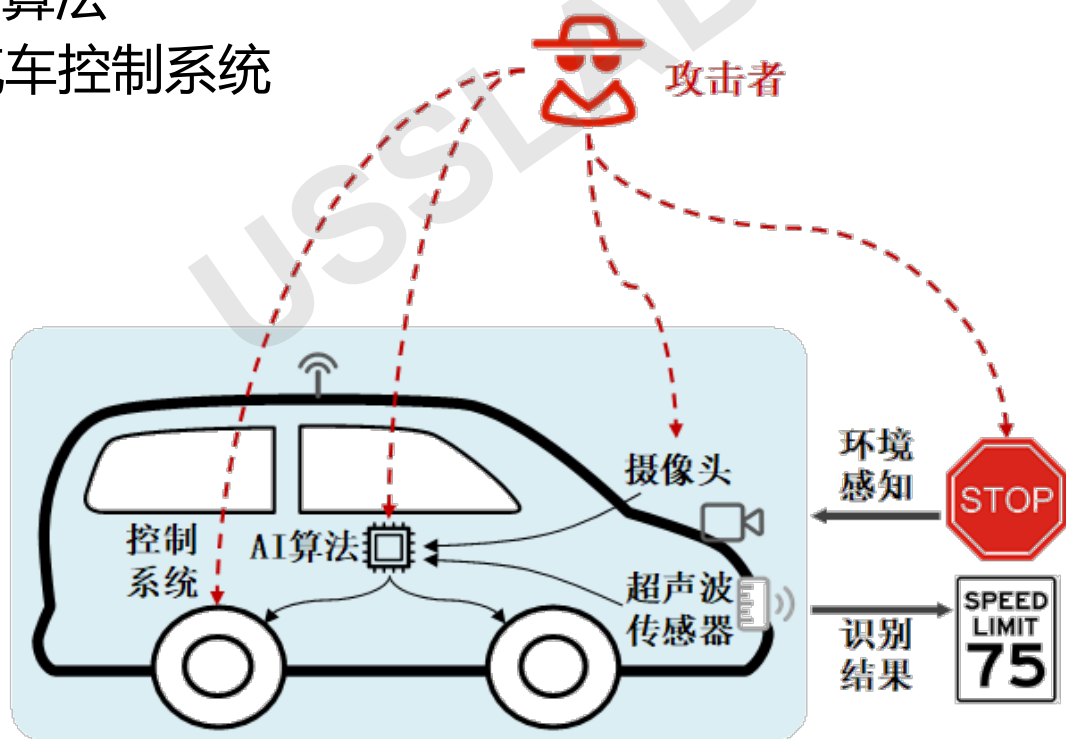 算法
车控制系统
攻击者
USSLA
摄像头
环境
感知
STOP
控制
系统
AI算法
超声波
传感器
识别
结果
SPEED
LIMIT
75